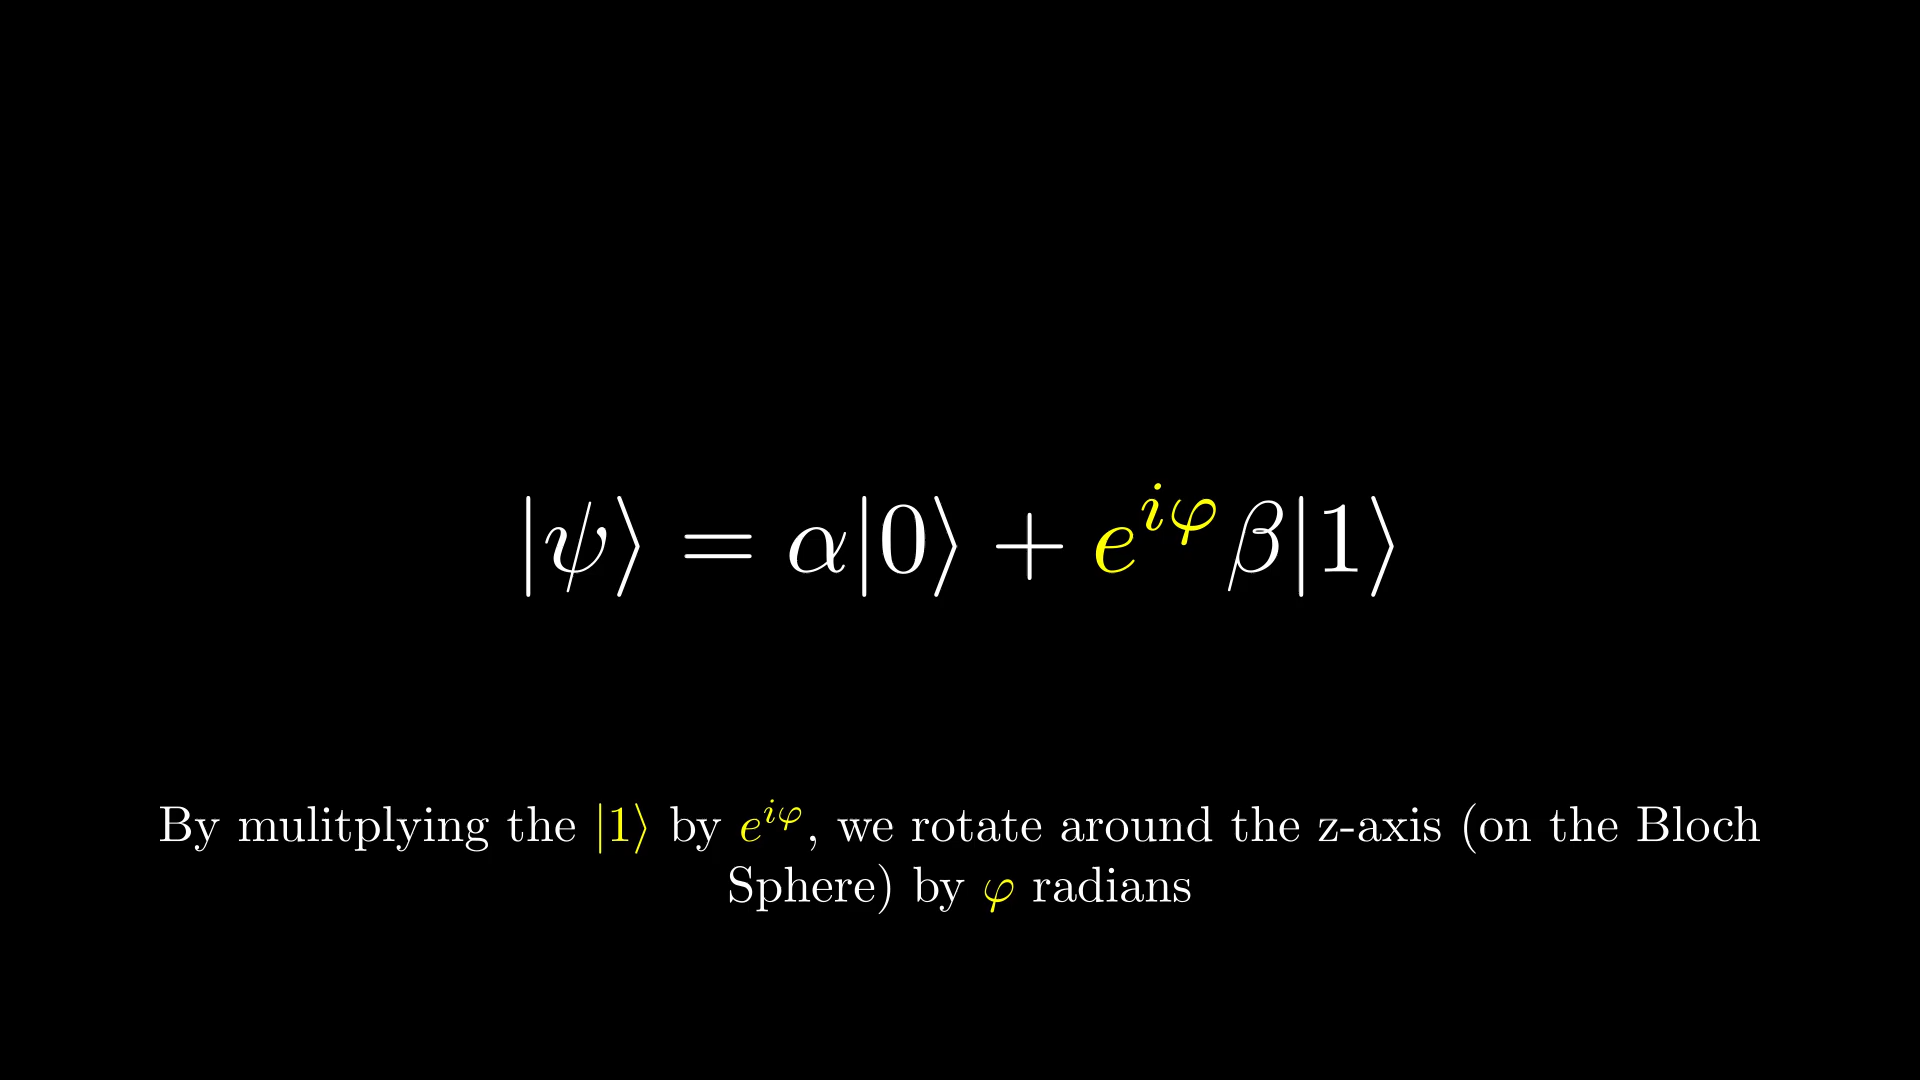 |ψ⟩ = α|0⟩ + e^{iφ}β|1⟩
By mulitplying the |1⟩ by e^{iφ}, we rotate around the z-axis (on the Bloch
Sphere) by φ radians